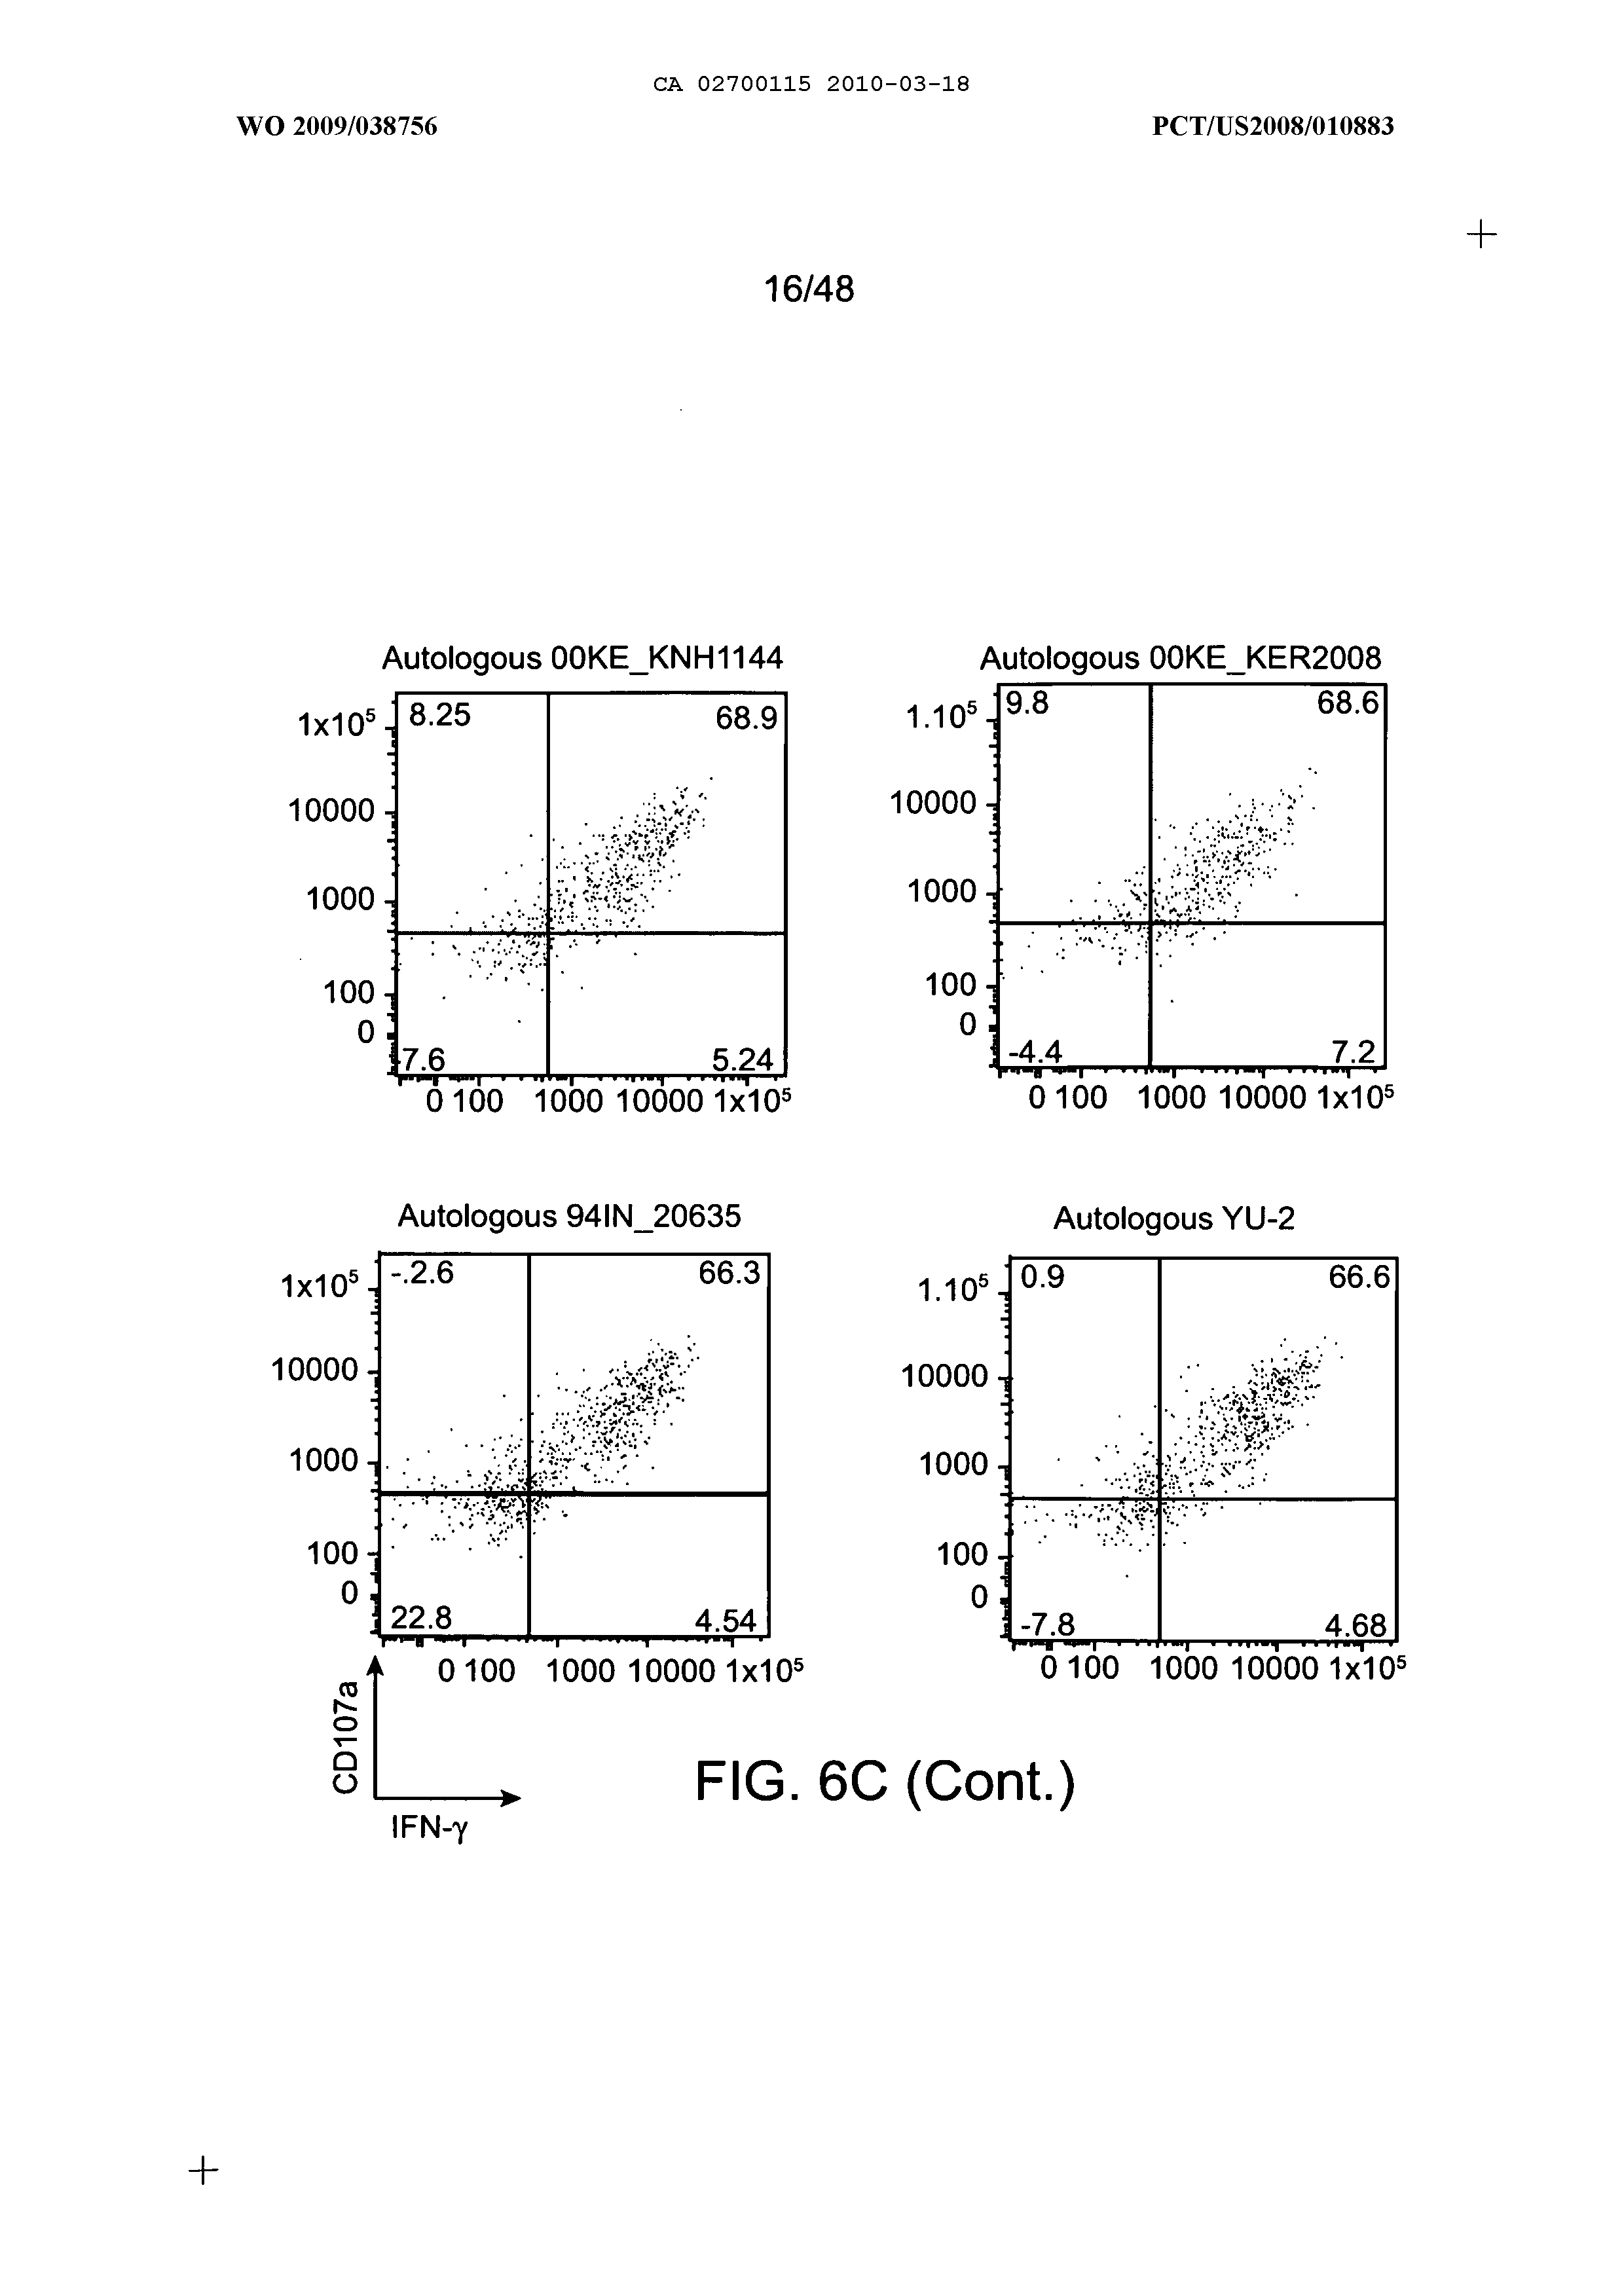 CA 02700115 2010-03-18
WO 2009/038756 PCT/US2008/010883
16/48
Autologous 00KE_KNH1144
1x10⁵
10000
1000
100
0
8.25 68.9
7.6 5.24
0 100 1000 10000 1x10⁵
Autologous 00KE_KER2008
1.10⁵
10000
1000
100
0
9.8 68.6
-4.4 7.2
0 100 1000 10000 1x10⁵
Autologous 94IN_20635
1x10⁵
10000
1000
100
0
-.2.6 66.3
22.8 4.54
0 100 1000 10000 1x10⁵
Autologous YU-2
1.10⁵
10000
1000
100
0
0.9 66.6
-7.8 4.68
0 100 1000 10000 1x10⁵
CD107a
IFN-γ
FIG. 6C (Cont.)